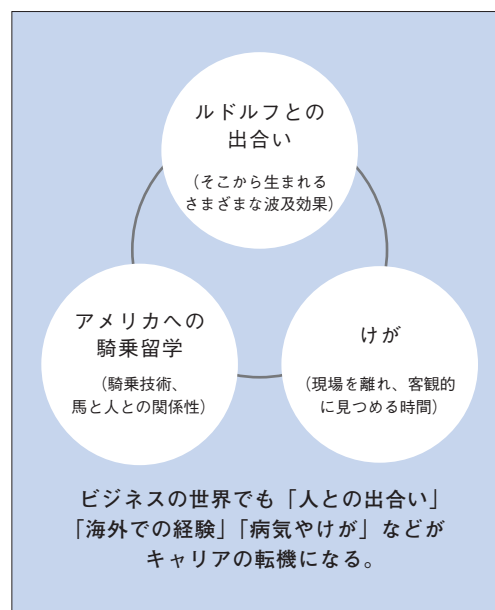 ルドルフとの
出合い
（そこから生まれる
さまざまな波及効果）
アメリカへの
騎乗留学
（騎乗技術、
馬と人との関係性）
けが
（現場を離れ、客観的
に見つめる時間）
ビジネスの世界でも「人との出合い」
「海外での経験」「病気やけが」などが
キャリアの転機になる。